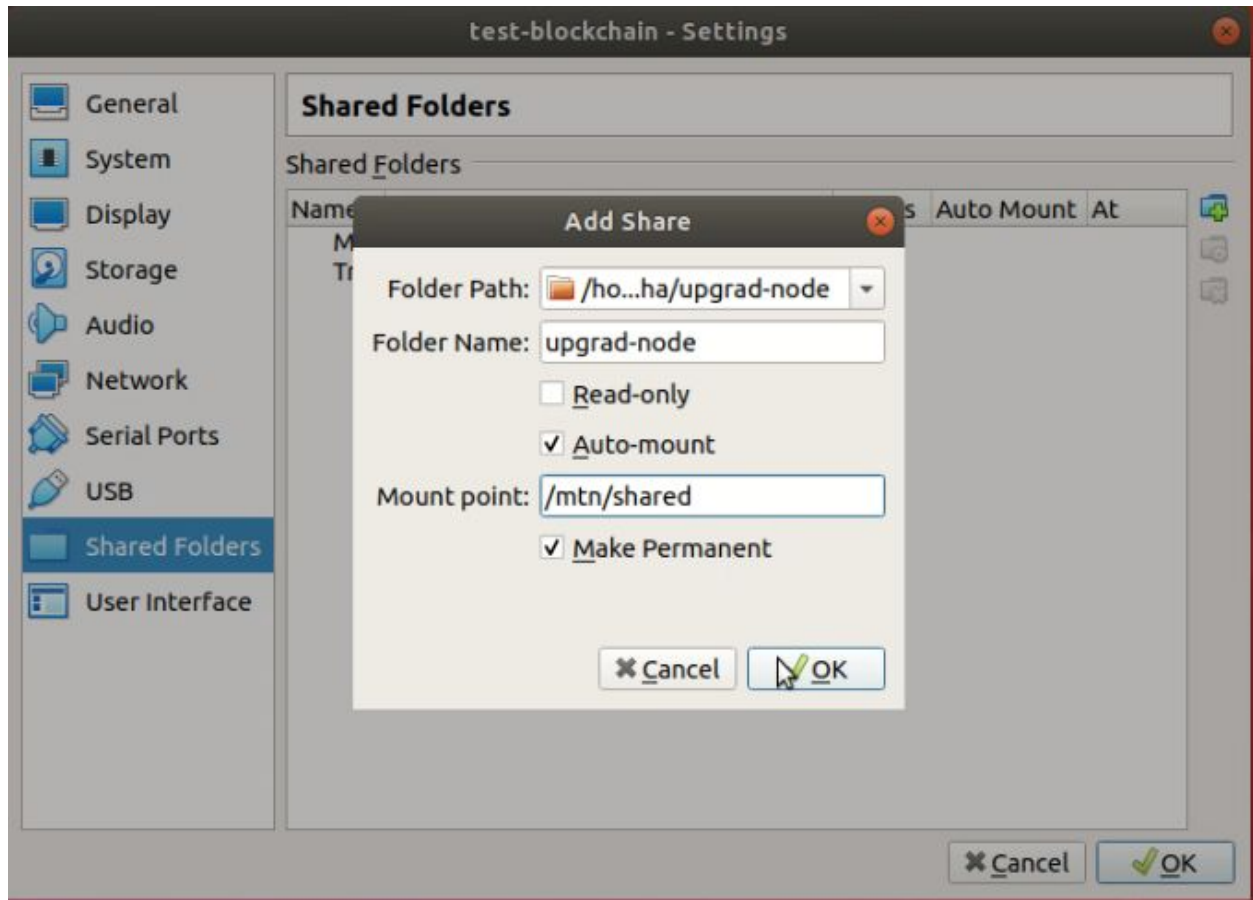 test-blockchain - Settings
General
System
Display
Storage
Audio
Network
Serial Ports
USB
Shared Folders
User Interface
Shared Folders
Shared Folders
Name
Auto Mount
At
Add Share
Folder Path: /ho...ha/upgrad-node
Folder Name: upgrad-node
Read-only
Auto-mount
Mount point: /mtn/shared
Make Permanent
Cancel
OK
Cancel
OK